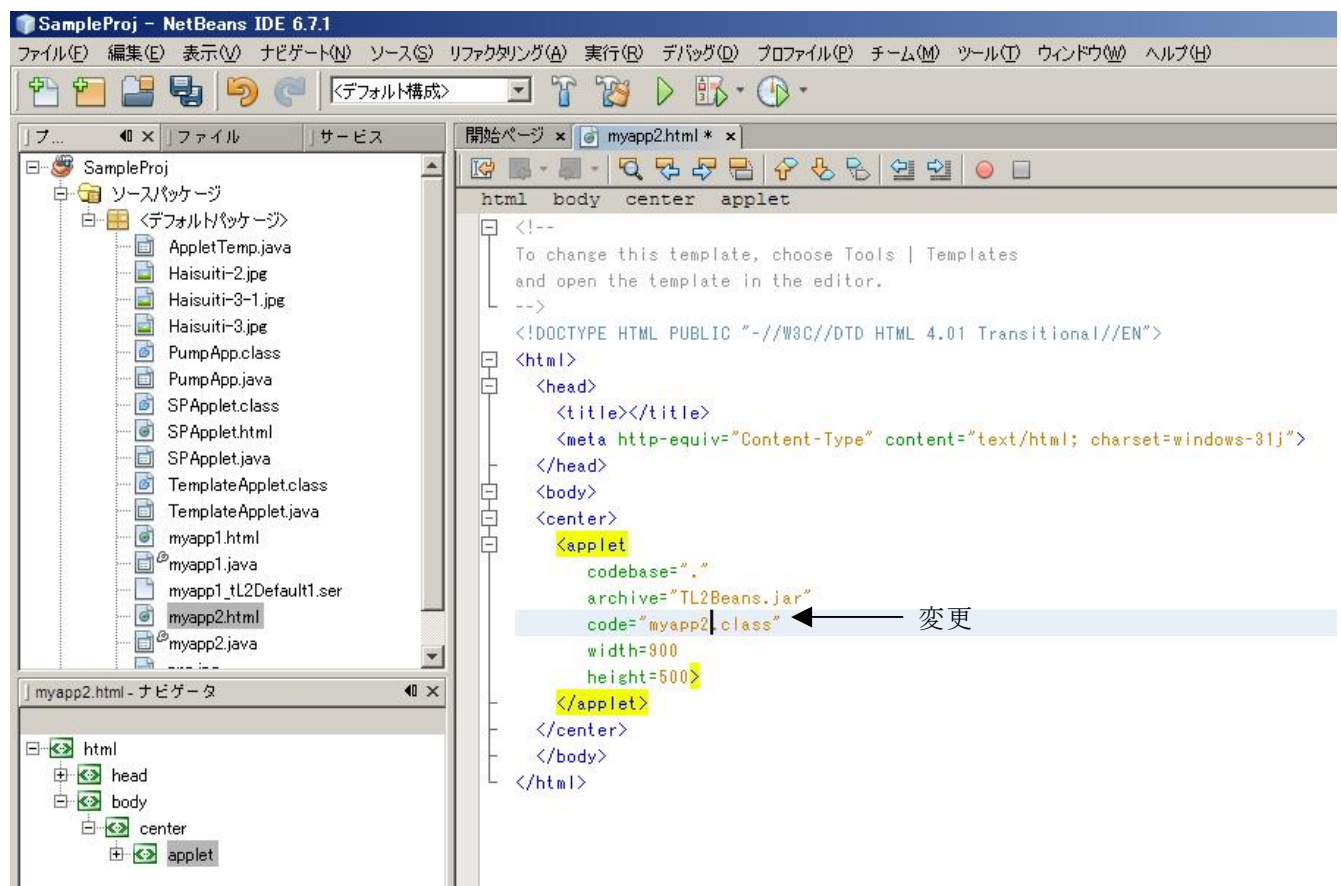 SampleProj - NetBeans IDE 6.7.1
ファイル(F) 編集(E) 表示(V) ナビゲート(N) ソース(S) リファクタリング(A) 実行(R) デバッグ(D) プロファイル(P) チーム(M) ツール(T) ウィンドウ(W) ヘルプ(H)
<デフォルト構成>
プ... ファイル サービス
SampleProj
ソースパッケージ
<デフォルトパッケージ>
AppletTemp.java
Haisuiti-2.jpg
Haisuiti-3-1.jpg
Haisuiti-3.jpg
PumpApp.class
PumpApp.java
SPApplet.class
SPApplet.html
SPApplet.java
TemplateApplet.class
TemplateApplet.java
myapp1.html
myapp1.java
myapp1_tL2Default1.ser
myapp2.html
myapp2.java
myapp2.html - ナビゲータ
html
head
body
center
applet
開始ページ myapp2.html *
html body center applet
<!--
To change this template, choose Tools | Templates
and open the template in the editor.
-->
<!DOCTYPE HTML PUBLIC "-//W3C//DTD HTML 4.01 Transitional//EN">
<html>
<head>
<title></title>
<meta http-equiv="Content-Type" content="text/html; charset=windows-31j">
</head>
<body>
<center>
<applet
codebase="."
archive="TL2Beans.jar"
code="myapp2.class" 変更
width=900
height=500>
</applet>
</center>
</body>
</html>